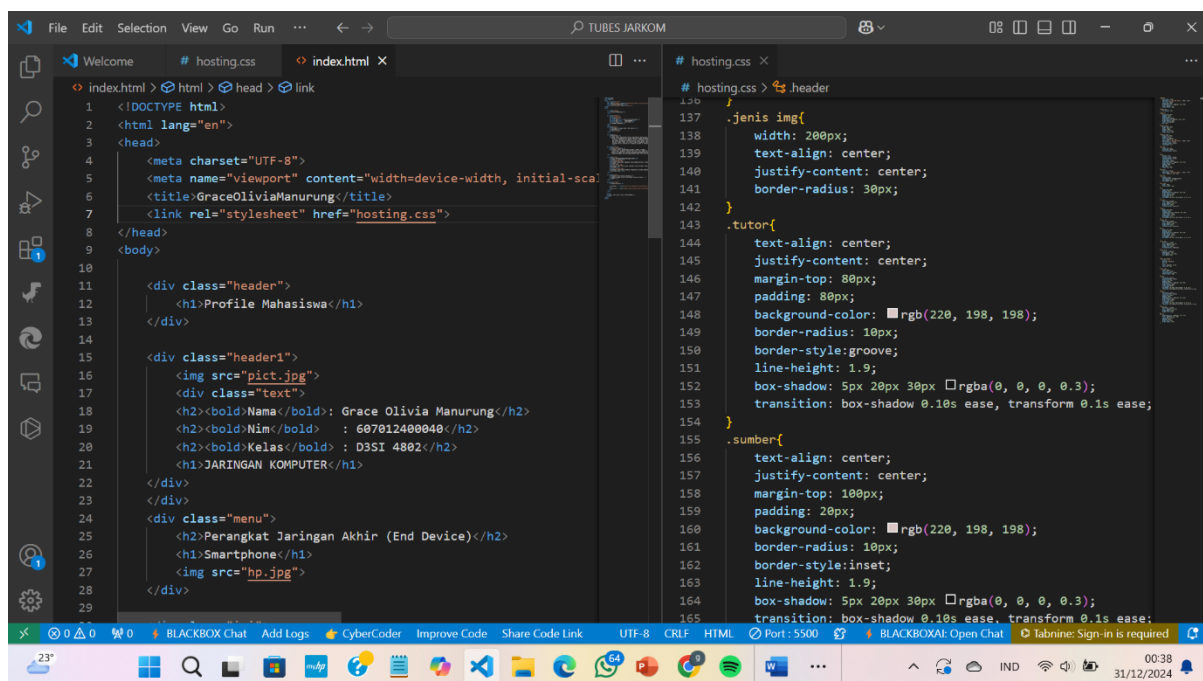 File Edit Selection View Go Run ··· TUBES JARKOM
Welcome # hosting.css index.html
index.html > html > head > link
1 <!DOCTYPE html>
2 <html lang="en">
3 <head>
4 <meta charset="UTF-8">
5 <meta name="viewport" content="width=device-width, initial-scal
6 <title>GraceOliviaManurung</title>
7 <link rel="stylesheet" href="hosting.css">
8 </head>
9 <body>
10
11 <div class="header">
12 <h1>Profile Mahasiswa</h1>
13 </div>
14
15 <div class="header1">
16 <img src="pict.jpg">
17 <div class="text">
18 <h2><bold>Nama</bold>: Grace Olivia Manurung</h2>
19 <h2><bold>Nim</bold> : 607012400040</h2>
20 <h2><bold>Kelas</bold> : D3SI 4802</h2>
21 <h1>JARINGAN KOMPUTER</h1>
22 </div>
23 </div>
24 <div class="menu">
25 <h2>Perangkat Jaringan Akhir (End Device)</h2>
26 <h1>Smartphone</h1>
27 <img src="hp.jpg">
28 </div>
29
# hosting.css
# hosting.css > .header
136 }
137 .jenis img{
138 width: 200px;
139 text-align: center;
140 justify-content: center;
141 border-radius: 30px;
142 }
143 .tutor{
144 text-align: center;
145 justify-content: center;
146 margin-top: 80px;
147 padding: 80px;
148 background-color: rgb(220, 198, 198);
149 border-radius: 10px;
150 border-style:groove;
151 line-height: 1.9;
152 box-shadow: 5px 20px 30px rgba(0, 0, 0, 0.3);
153 transition: box-shadow 0.10s ease, transform 0.1s ease;
154 }
155 .sumber{
156 text-align: center;
157 justify-content: center;
158 margin-top: 100px;
159 padding: 20px;
160 background-color: rgb(220, 198, 198);
161 border-radius: 10px;
162 border-style:inset;
163 line-height: 1.9;
164 box-shadow: 5px 20px 30px rgba(0, 0, 0, 0.3);
165 transition: box-shadow 0.10s ease, transform 0.1s ease;
0 0 0 BLACKBOX Chat Add Logs CyberCoder Improve Code Share Code Link UTF-8 CRLF HTML Port : 5500 BLACKBOXAI: Open Chat Tabnine: Sign-in is required
23° 64 9 IND 00:38
31/12/2024